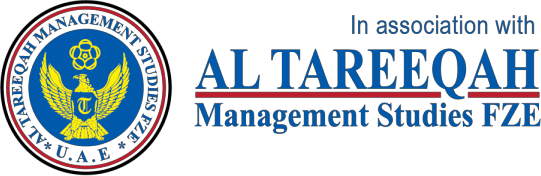 AL TAREEQAH MANAGEMENT STUDIES FZE
* U.A.E *
T
In association with
AL TAREEQAH
Management Studies FZE